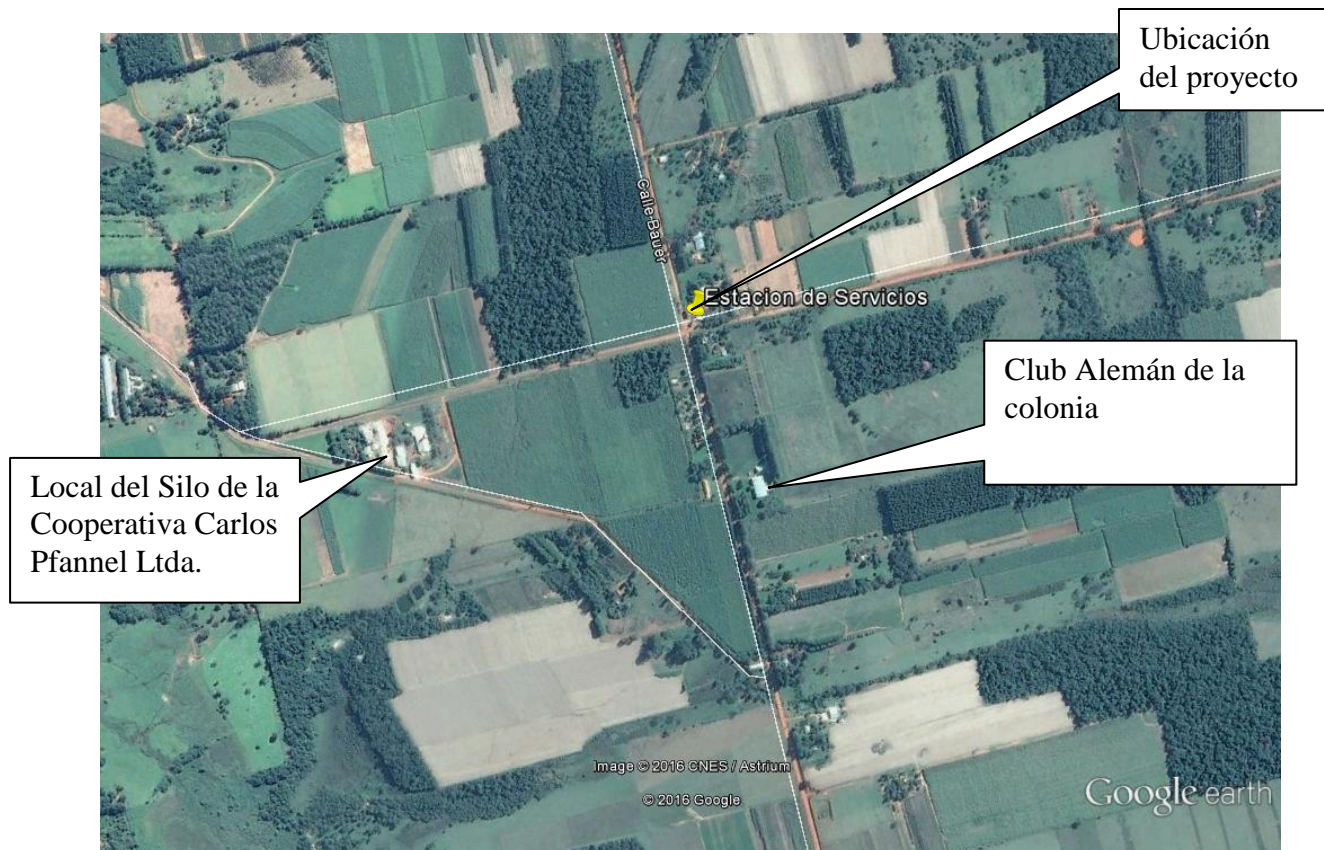 Ubicación
del proyecto
Calle Bauer
Estacion de Servicios
Club Alemán de la
colonia
Local del Silo de la
Cooperativa Carlos
Pfannel Ltda.
Image © 2016 CNES / Astrium
© 2016 Google
Google earth